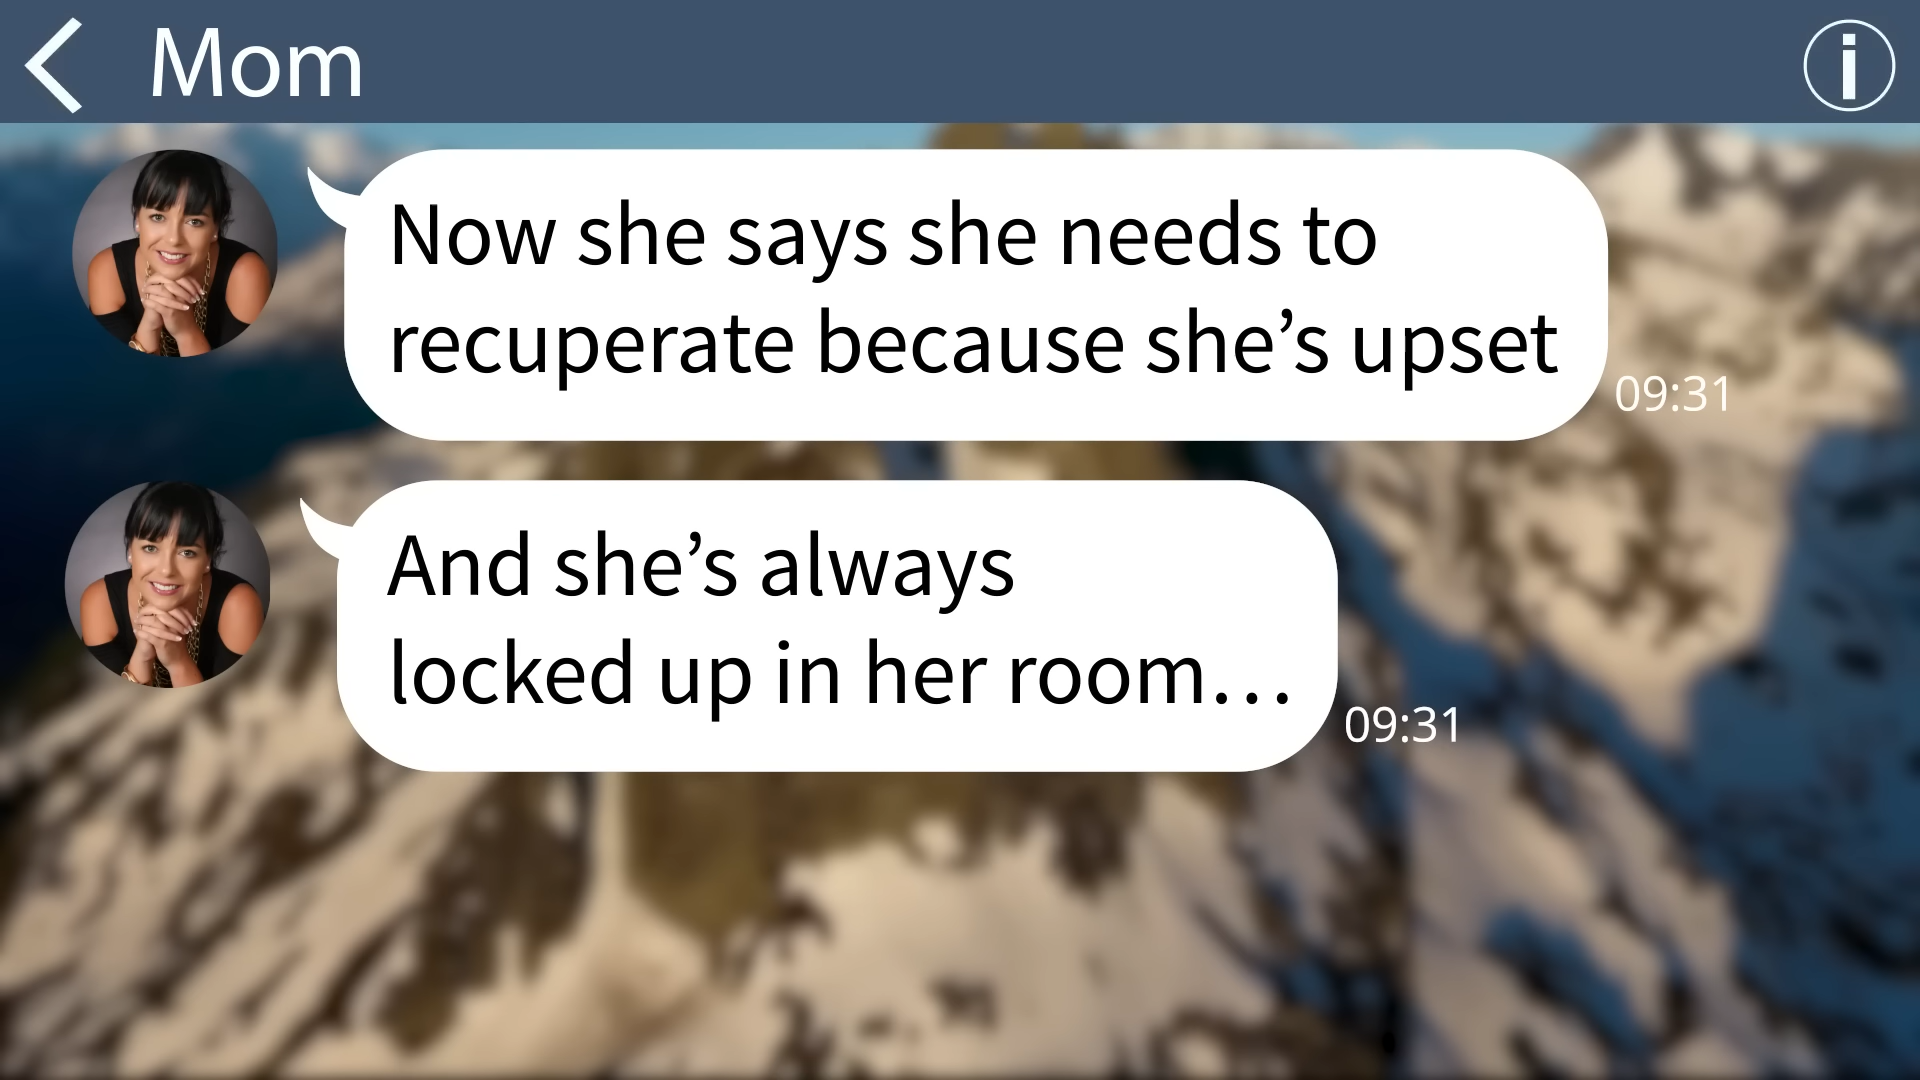 Mom
Now she says she needs to
recuperate because she’s upset
09:31
And she’s always
locked up in her room…
09:31